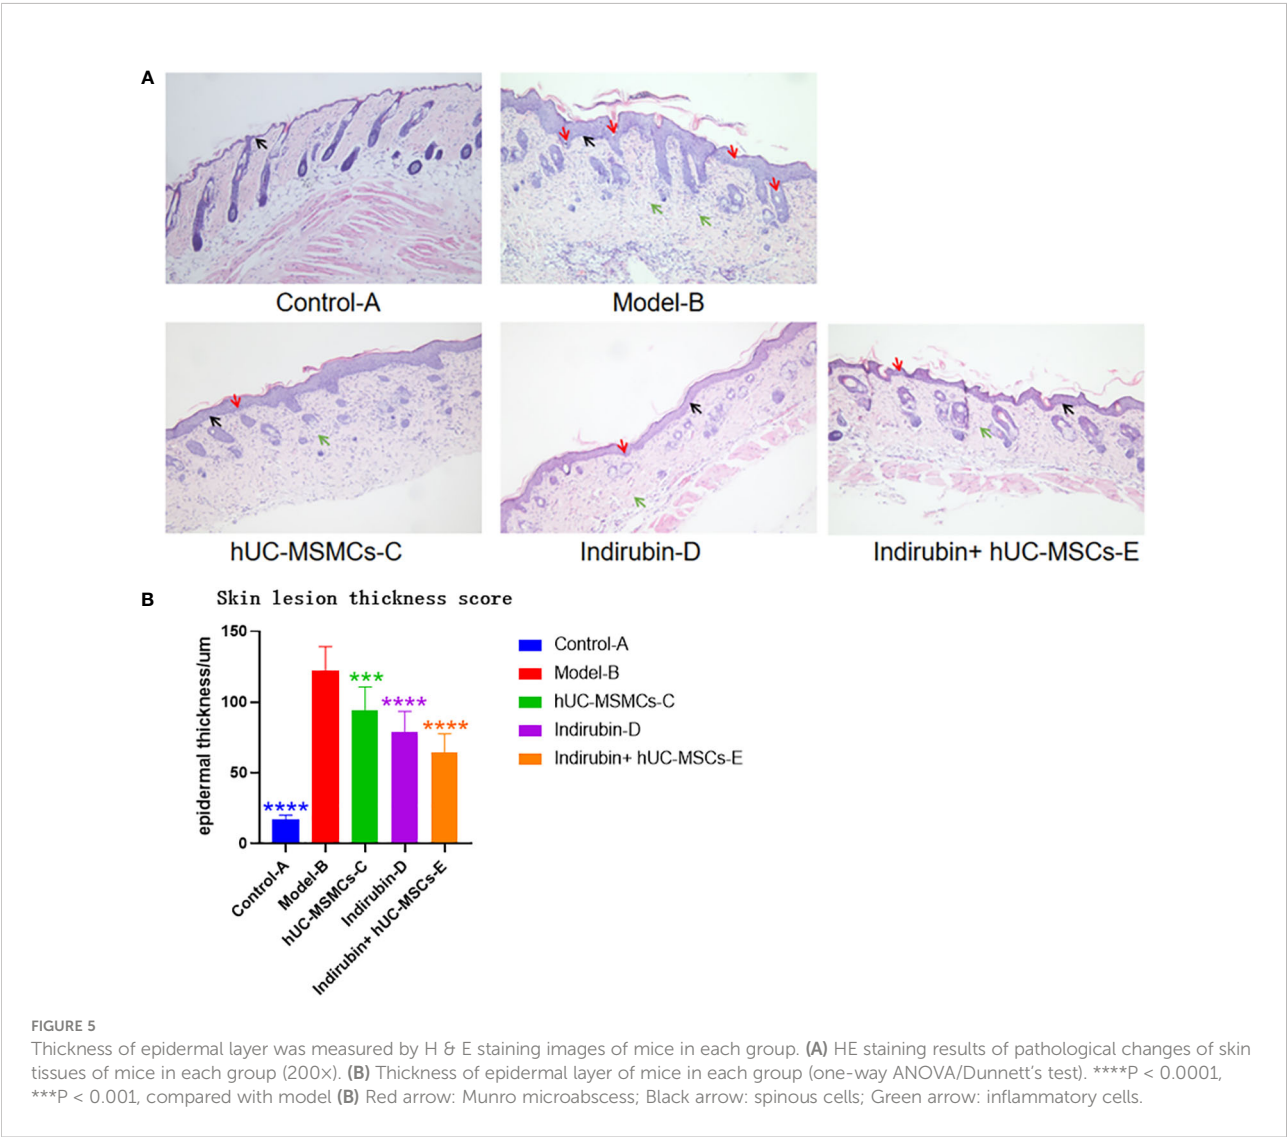 A
Control-A
Model-B
hUC-MSMCs-C
Indirubin-D
Indirubin+ hUC-MSCs-E
B
Skin lesion thickness score
epidermal thickness/um
150
100
50
0
****
***
****
****
Control-A
Model-B
hUC-MSMCs-C
Indirubin-D
Indirubin+ hUC-MSCs-E
Control-A
Model-B
hUC-MSMCs-C
Indirubin-D
Indirubin+ hUC-MSCs-E
FIGURE 5
Thickness of epidermal layer was measured by H & E staining images of mice in each group. (A) HE staining results of pathological changes of skin
tissues of mice in each group (200×). (B) Thickness of epidermal layer of mice in each group (one-way ANOVA/Dunnett’s test). ****P < 0.0001,
***P < 0.001, compared with model (B) Red arrow: Munro microabscess; Black arrow: spinous cells; Green arrow: inflammatory cells.